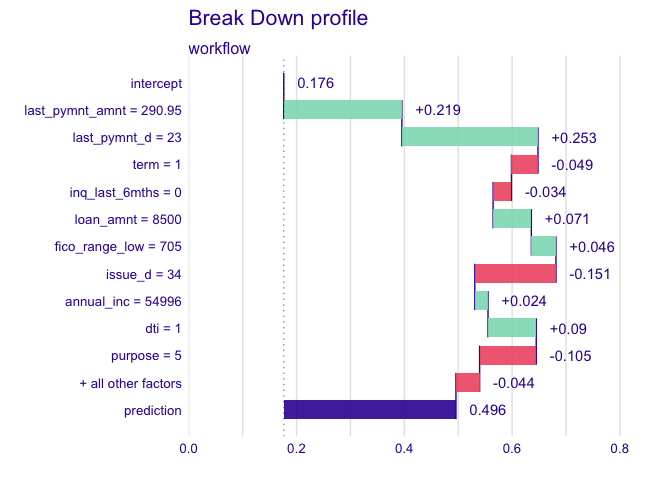 Break Down profile
workflow
intercept 0.176
last_pymnt_amnt = 290.95 +0.219
last_pymnt_d = 23 +0.253
term = 1 -0.049
inq_last_6mths = 0 -0.034
loan_amnt = 8500 +0.071
fico_range_low = 705 +0.046
issue_d = 34 -0.151
annual_inc = 54996 +0.024
dti = 1 +0.09
purpose = 5 -0.105
+ all other factors -0.044
prediction 0.496
0.0 0.2 0.4 0.6 0.8